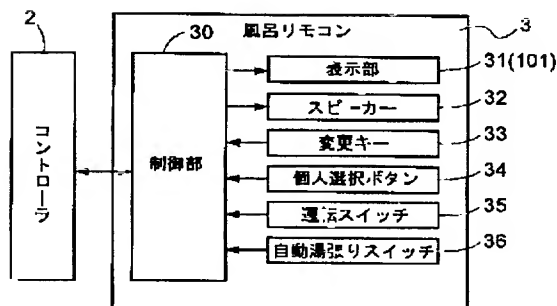 2
30
風呂リモコン
3
コントローラ
制御部
表示部
31(101)
スピーカー
32
変更キー
33
個人選択ボタン
34
運転スイッチ
35
自動湯張りスイッチ
36